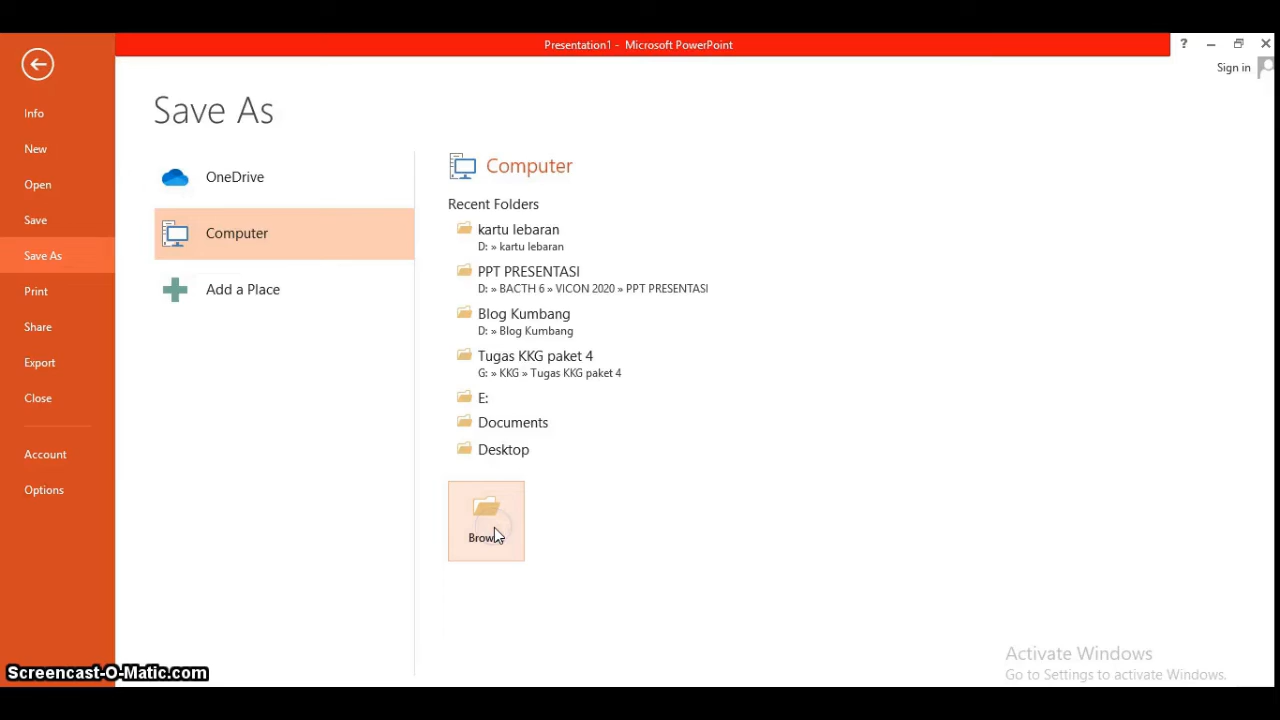 Presentation1 - Microsoft PowerPoint
?
Sign in
Info
New
Open
Save
Save As
Print
Share
Export
Close
Account
Options
Save As
OneDrive
Computer
Add a Place
Computer
Recent Folders
kartu lebaran
D: » kartu lebaran
PPT PRESENTASI
D: » BACTH 6 » VICON 2020 » PPT PRESENTASI
Blog Kumbang
D: » Blog Kumbang
Tugas KKG paket 4
G: » KKG » Tugas KKG paket 4
E:
Documents
Desktop
Browse
Activate Windows
Go to Settings to activate Windows.
Screencast-O-Matic.com